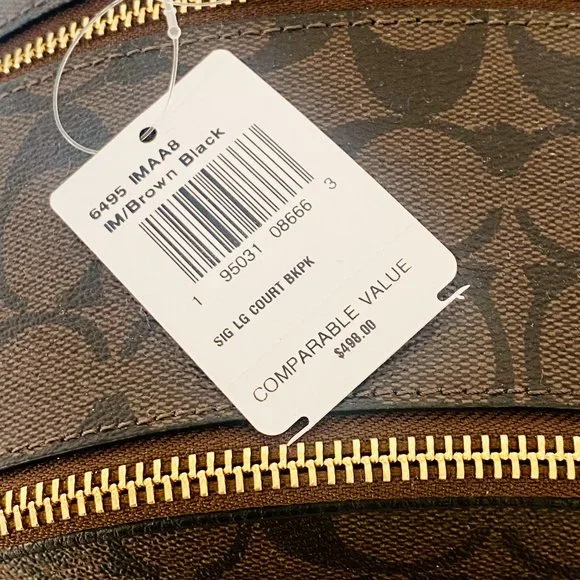 6495 IMAA8
IM/Brown Black
1 95031 08666 3
SIG LG COURT BKPK
COMPARABLE VALUE
$498.00